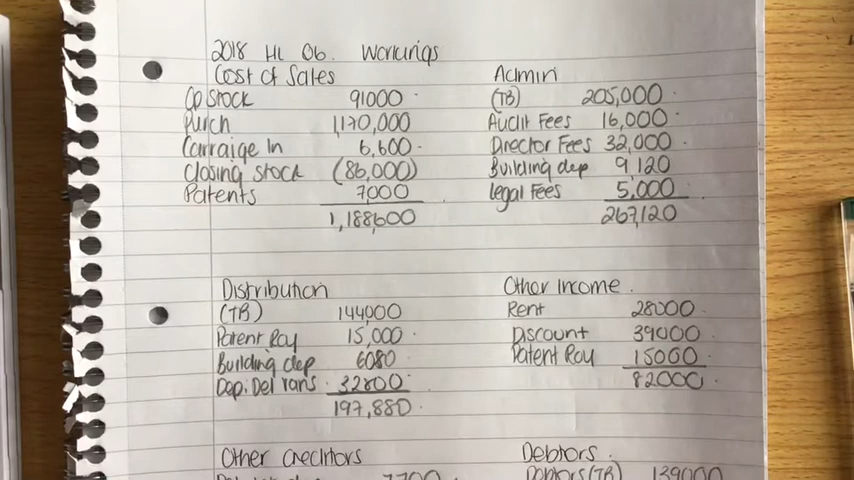 2018 HL Q6. Workings
Cost of Sales
Op Stock 91000
Purch 1,170,000
Carraige In 6,600
Closing stock (86,000)
Patents 7,000
1,188,600
Admin
(TB) 205,000
Audit Fees 16,000
Director Fees 32,000
Building dep 9,120
Legal Fees 5,000
267,120
Distribution
(TB) 144,000
Patent Roy 15,000
Building dep 6080
Dep. Del vans 32800
197,880
Other Income.
Rent 28000
Discount 39000
Patent Roy 15000
82000
Other Creditors
7700
Debtors.
Debtors (TB) 139000